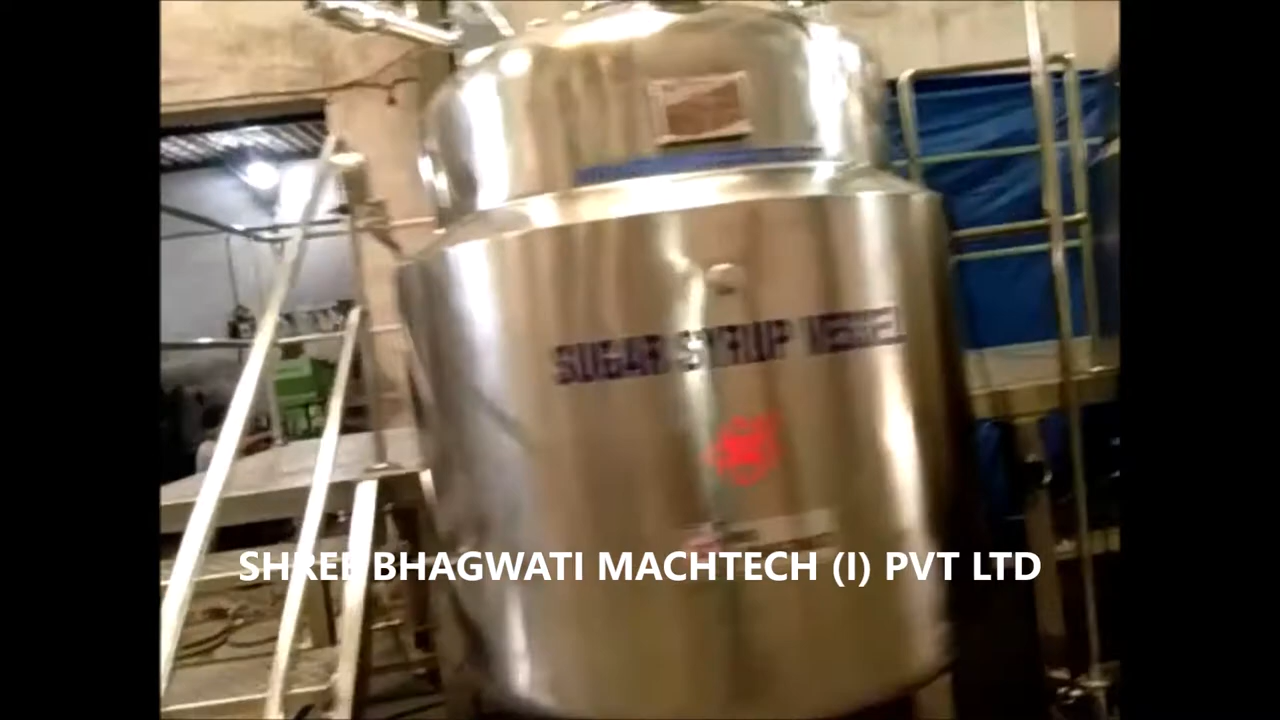 SUGAR SYRUP VESSEL
SHREE BHAGWATI MACHTECH (I) PVT LTD